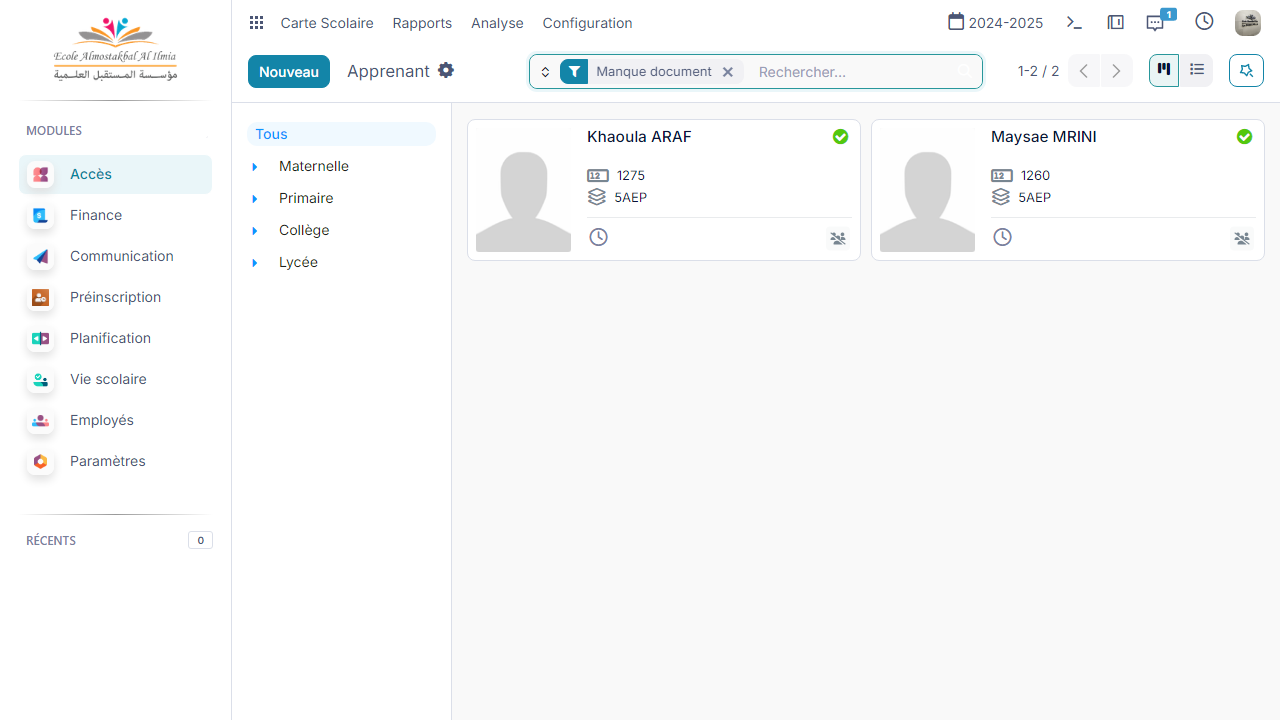 Ecole Almostakbal Al Ilmia
مؤسسة المستقبل العلمية
MODULES
Accès
Finance
Communication
Préinscription
Planification
Vie scolaire
Employés
Paramètres
RÉCENTS
0
Carte Scolaire
Rapports
Analyse
Configuration
2024-2025
1
Nouveau
Apprenant
Manque document
Rechercher...
1-2 / 2
Tous
Maternelle
Primaire
Collège
Lycée
Khaoula ARAF
12
1275
5AEP
Maysae MRINI
12
1260
5AEP